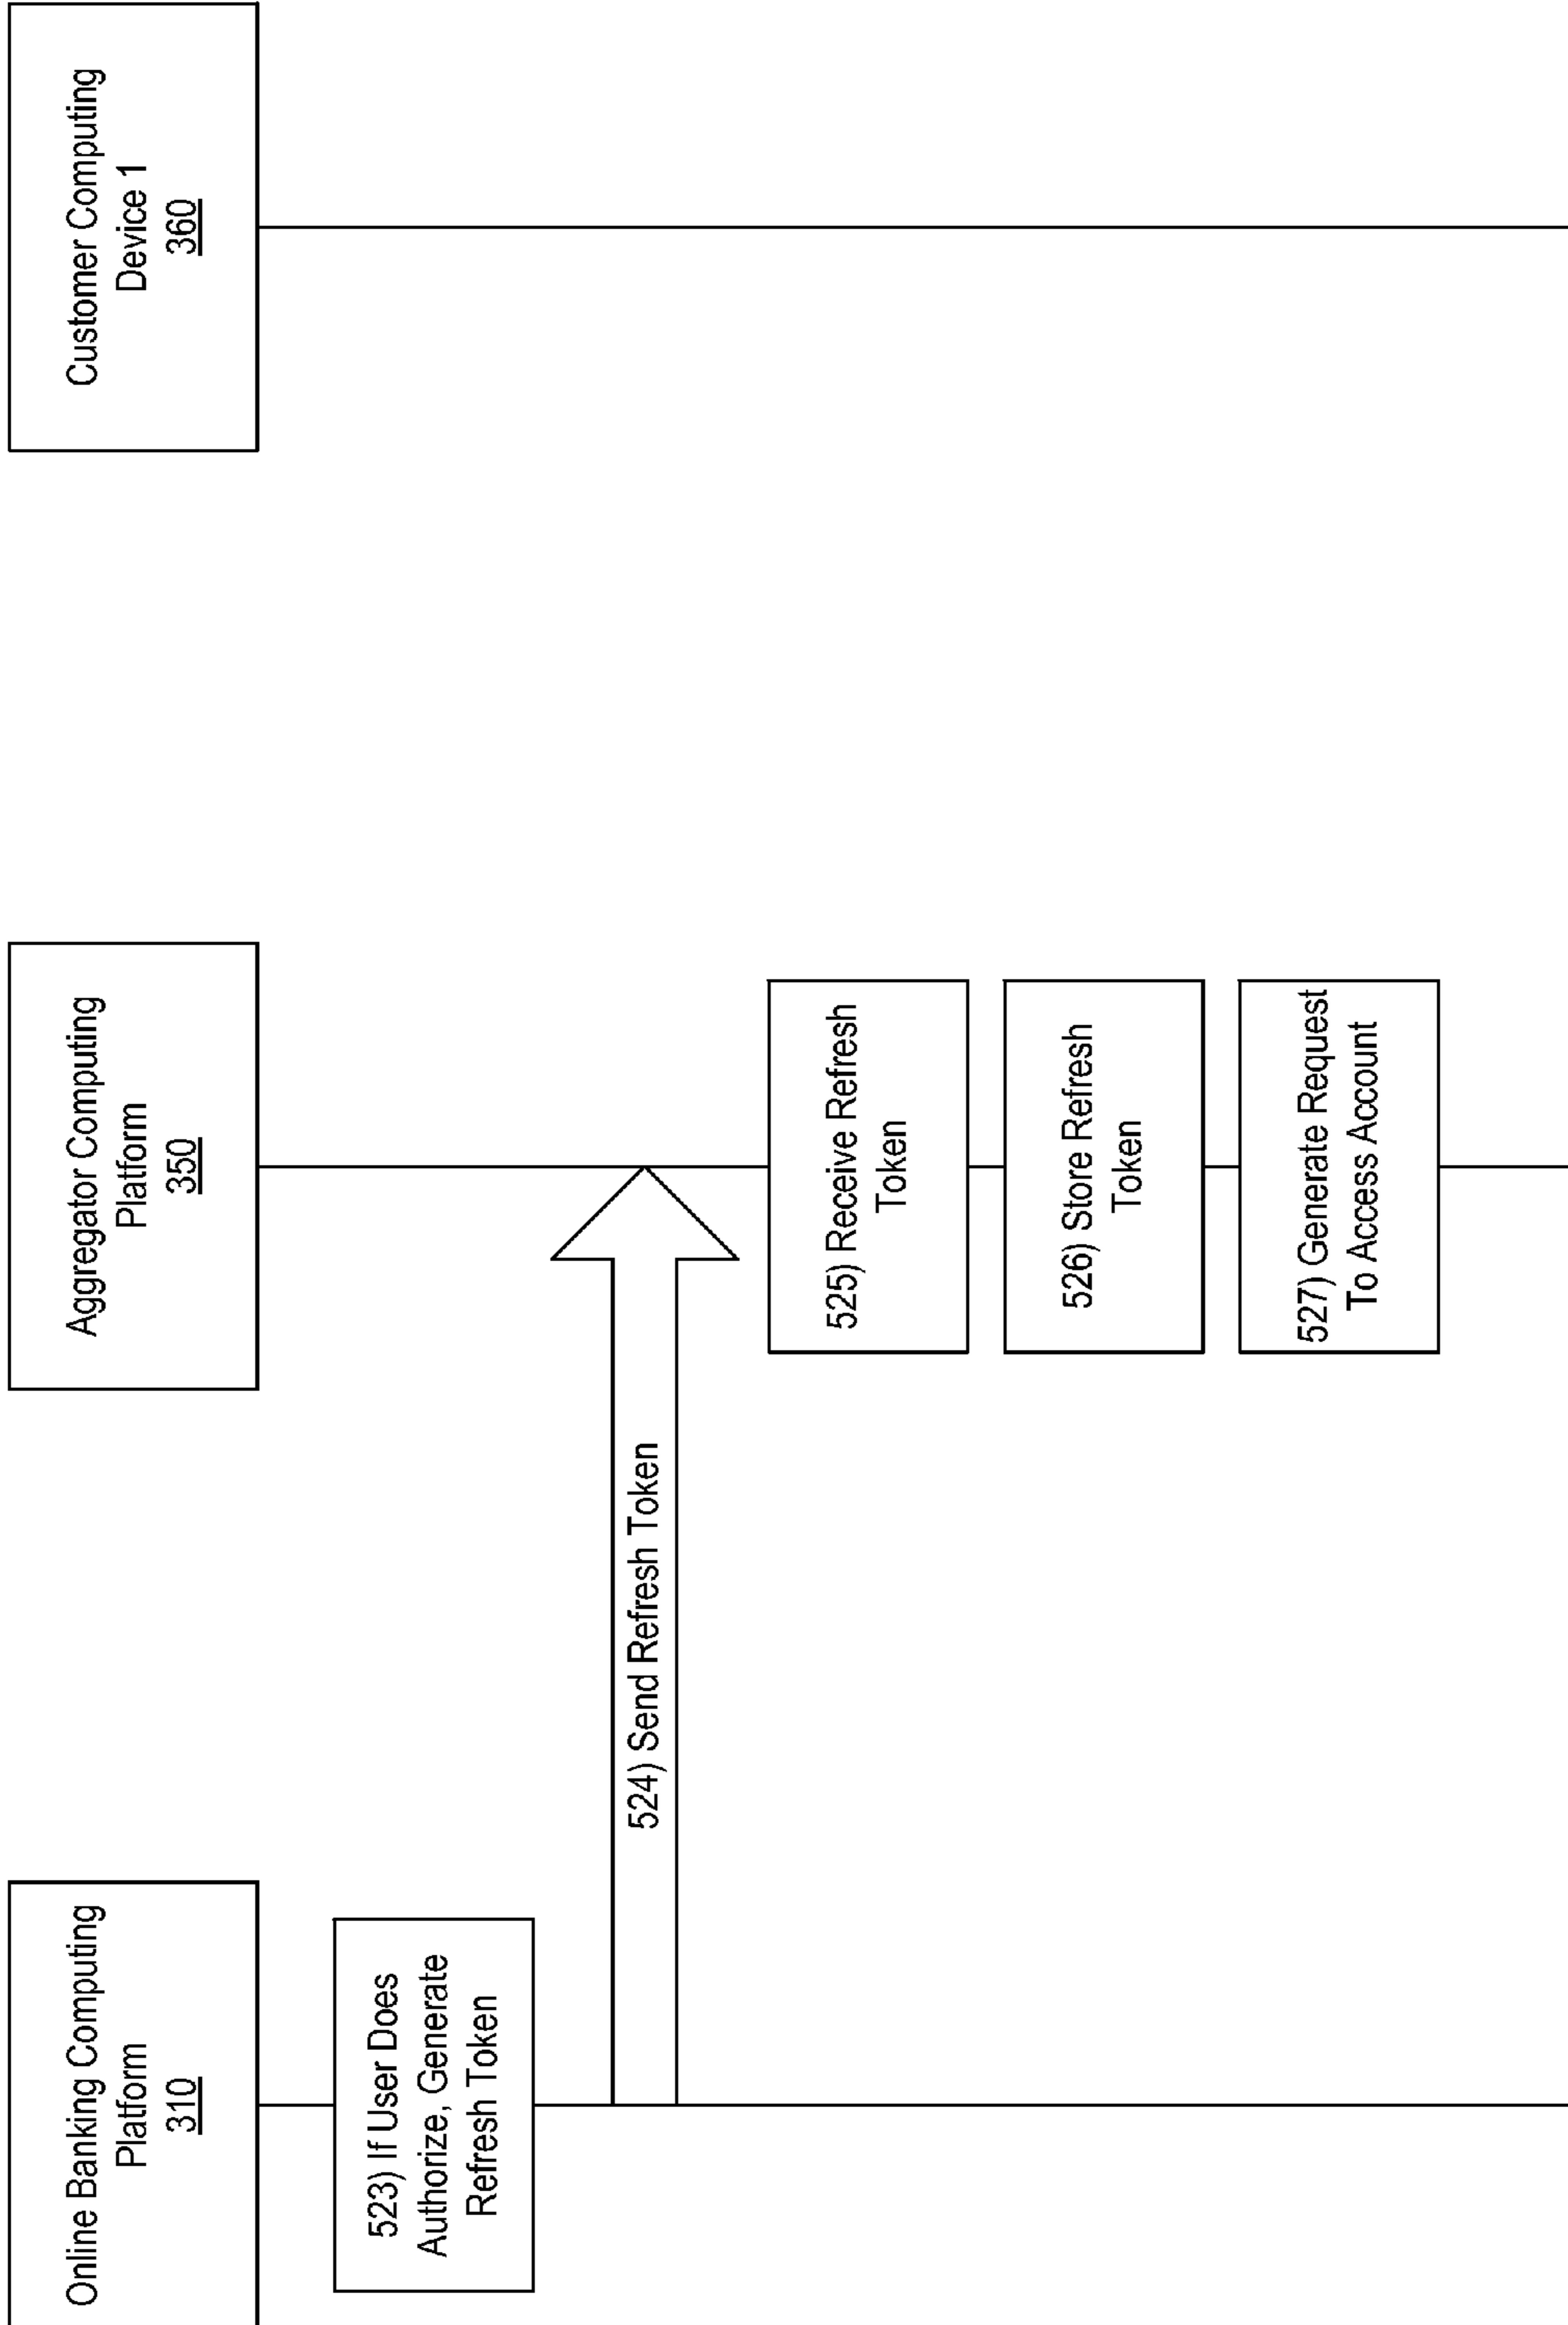 Online Banking Computing
Platform
310
Aggregator Computing
Platform
350
Customer Computing
Device 1
360
523) If User Does
Authorize, Generate
Refresh Token
524) Send Refresh Token
525) Receive Refresh
Token
526) Store Refresh
Token
527) Generate Request
To Access Account